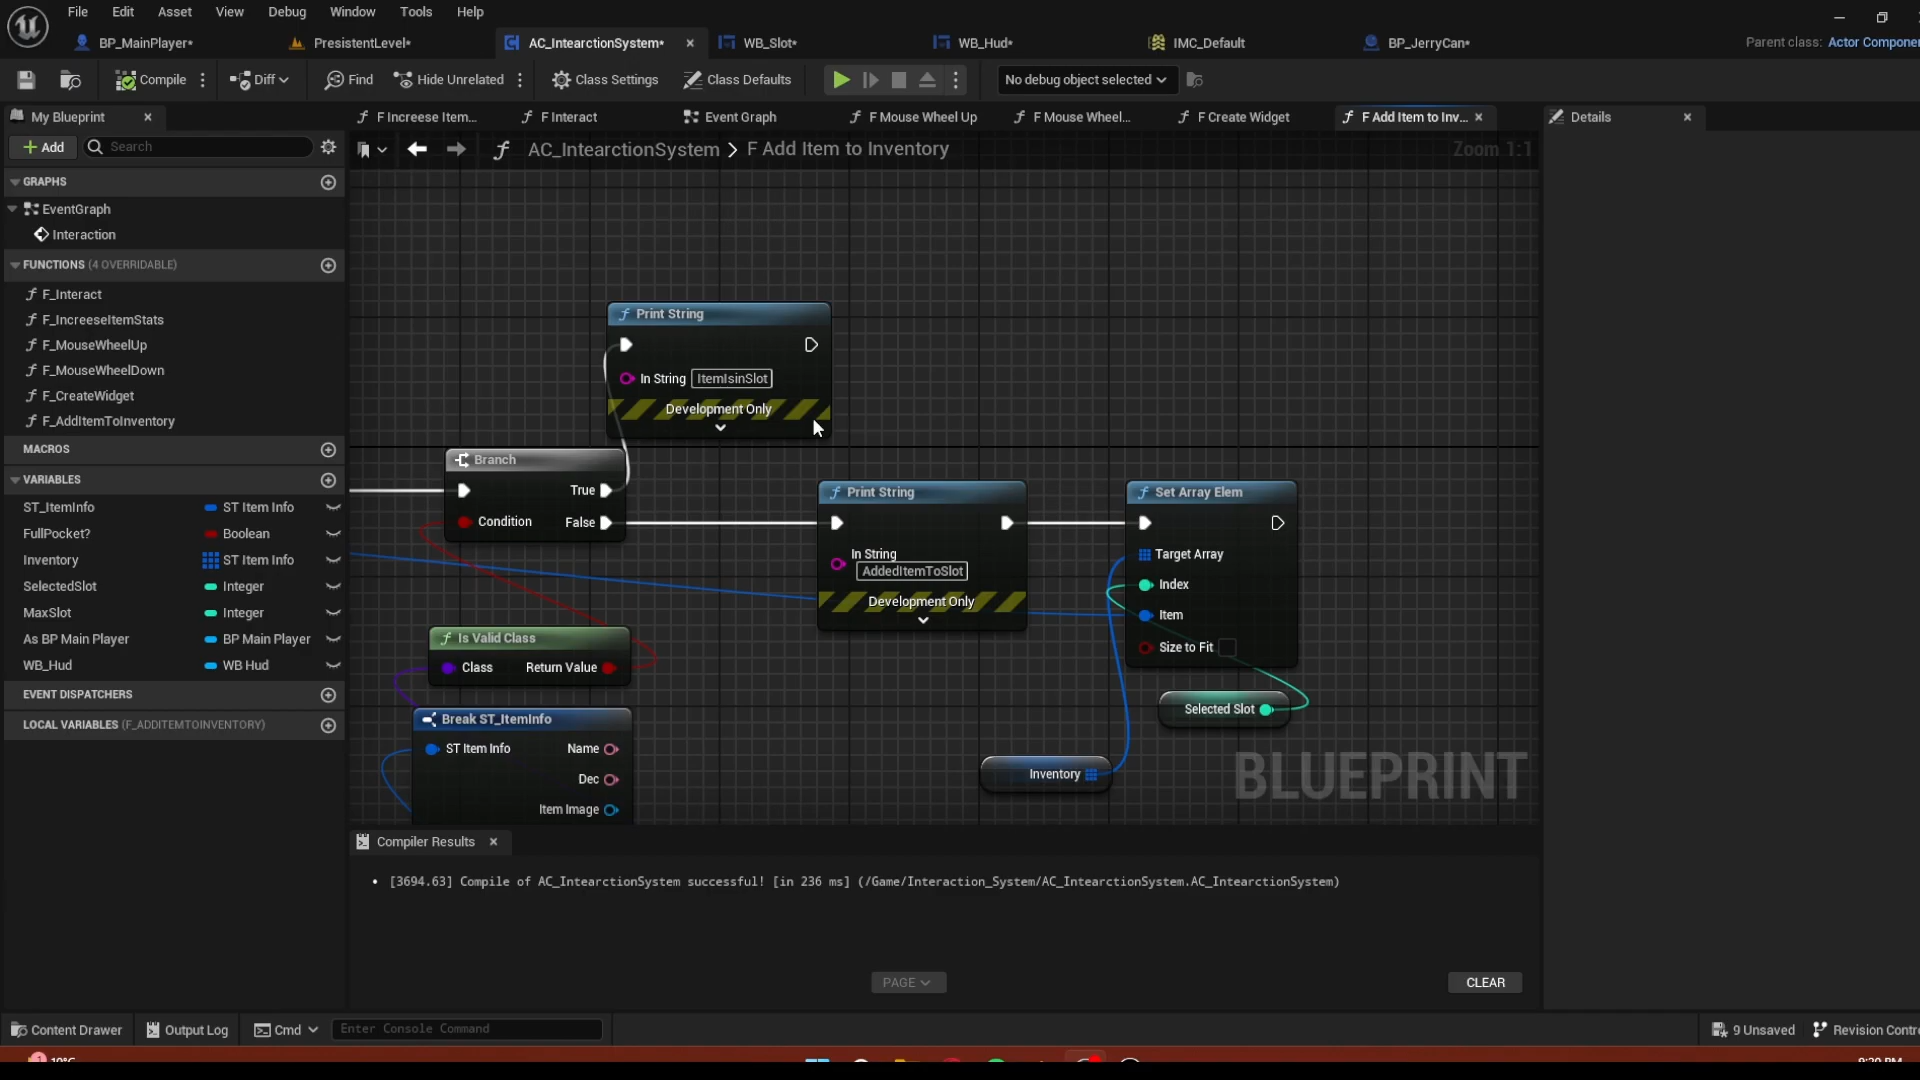 File Edit Asset View Debug Window Tools Help
BP_MainPlayer* PresistentLevel* AC_IntearctionSystem* WB_Slot* WB_Hud* IMC_Default BP_JerryCan* Parent class: Actor Compone
Compile Diff Find Hide Unrelated Class Settings Class Defaults No debug object selected
My Blueprint F Increese Item... F Interact Event Graph F Mouse Wheel Up F Mouse Wheel... F Create Widget F Add Item to Inv... Details
Add Search AC_IntearctionSystem > F Add Item to Inventory Zoom 1:1
GRAPHS
EventGraph
Interaction
FUNCTIONS (4 OVERRIDABLE)
F_Interact
F_IncreeseItemStats
F_MouseWheelUp
F_MouseWheelDown
F_CreateWidget
F_AddItemToInventory
MACROS
VARIABLES
ST_ItemInfo ST Item Info
FullPocket? Boolean
Inventory ST Item Info
SelectedSlot Integer
MaxSlot Integer
As BP Main Player BP Main Player
WB_Hud WB Hud
EVENT DISPATCHERS
LOCAL VARIABLES (F_ADDITEMTOINVENTORY)
Print String
In String ItemIsinSlot
Development Only
Branch
True
Condition False
Print String
In String
AddedItemToSlot
Development Only
Set Array Elem
Target Array
Index
Item
Size to Fit
Selected Slot
Inventory
Is Valid Class
Class Return Value
Break ST_ItemInfo
ST Item Info Name
Dec
Item Image
BLUEPRINT
Compiler Results
[3694.63] Compile of AC_IntearctionSystem successful! [in 236 ms] (/Game/Interaction_System/AC_IntearctionSystem.AC_IntearctionSystem)
PAGE CLEAR
Content Drawer Output Log Cmd Enter Console Command 9 Unsaved Revision Contr